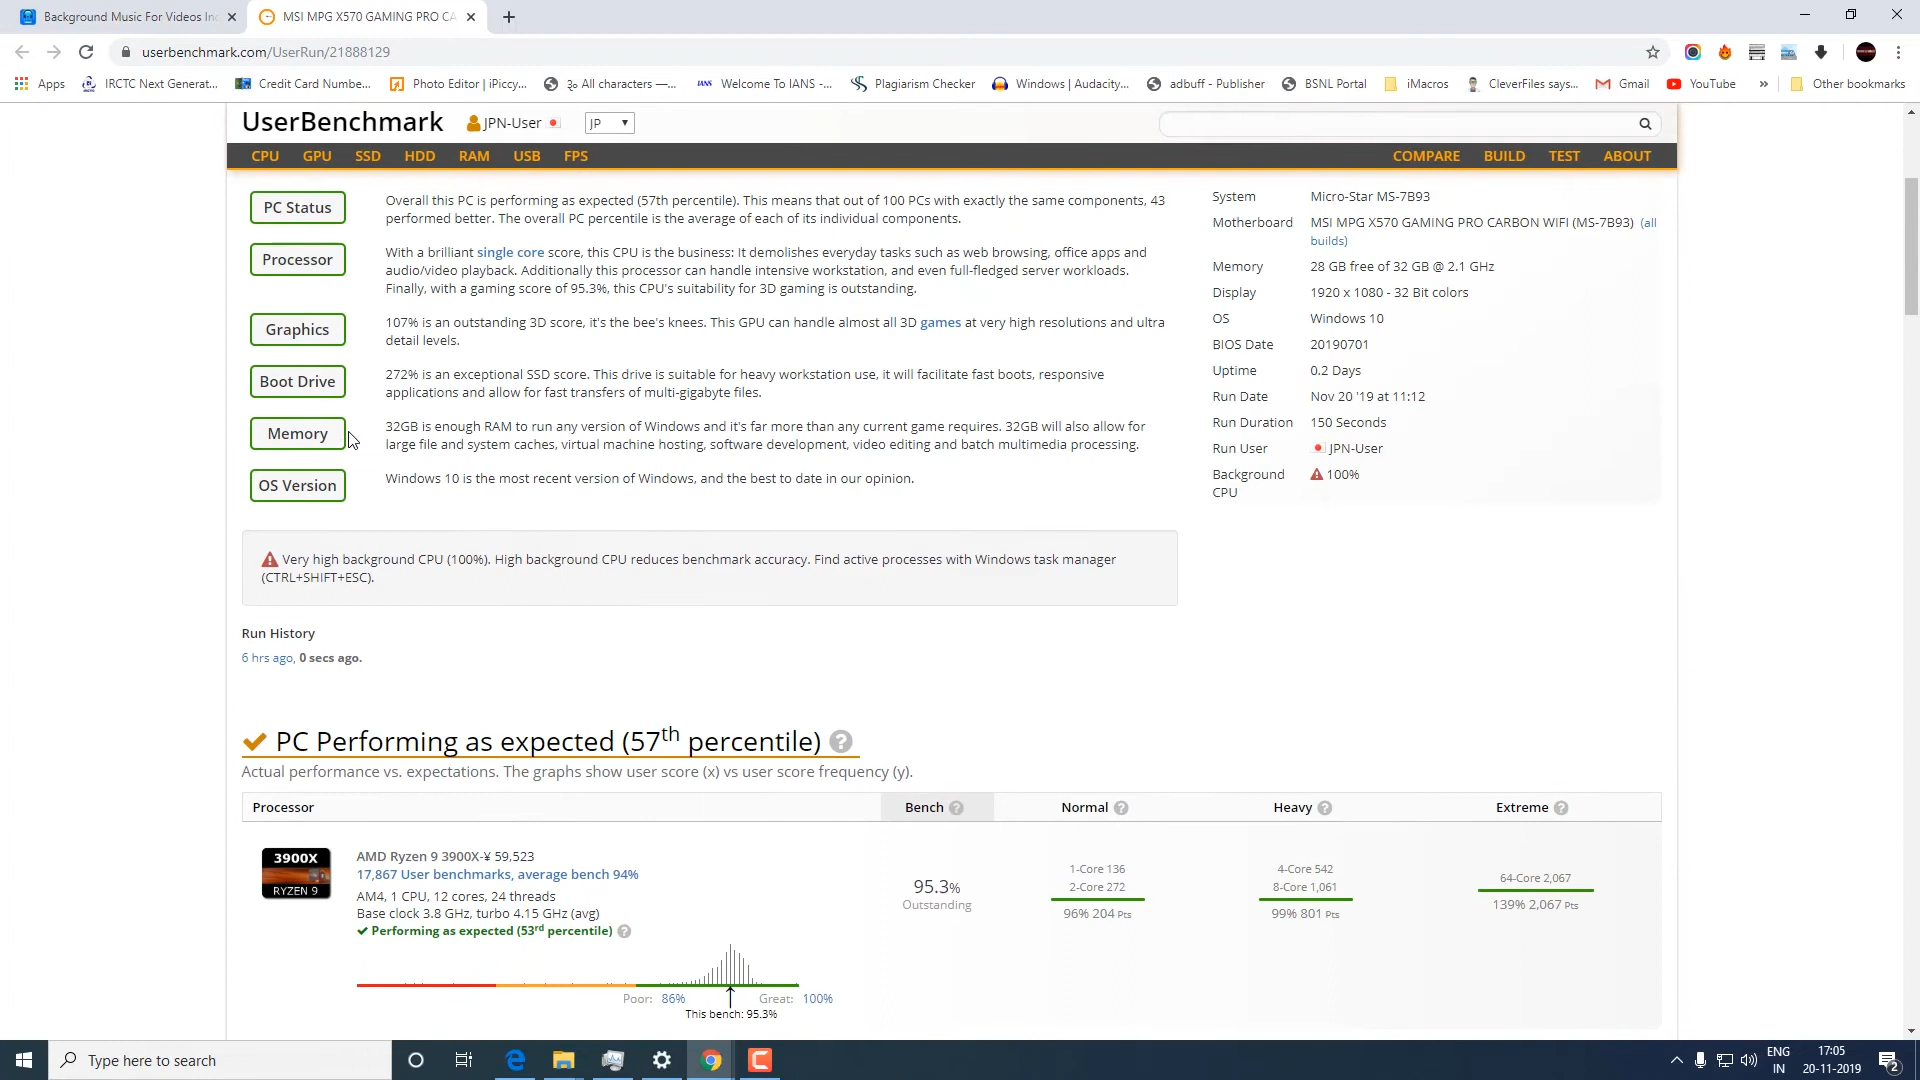 Background Music For Videos In
MSI MPG X570 GAMING PRO CA
userbenchmark.com/UserRun/21888129
Apps
IRCTC Next Generat...
Credit Card Numbe...
Photo Editor | iPiccy...
३ All characters —...
IANS
Welcome To IANS -...
Plagiarism Checker
Windows | Audacity...
adbuff - Publisher
BSNL Portal
iMacros
CleverFiles says...
Gmail
YouTube
»
Other bookmarks
UserBenchmark
JPN-User
JP
CPU GPU SSD HDD RAM USB FPS
COMPARE BUILD TEST ABOUT
PC Status
Overall this PC is performing as expected (57th percentile). This means that out of 100 PCs with exactly the same components, 43
performed better. The overall PC percentile is the average of each of its individual components.
Processor
With a brilliant single core score, this CPU is the business: It demolishes everyday tasks such as web browsing, office apps and
audio/video playback. Additionally this processor can handle intensive workstation, and even full-fledged server workloads.
Finally, with a gaming score of 95.3%, this CPU's suitability for 3D gaming is outstanding.
Graphics
107% is an outstanding 3D score, it's the bee's knees. This GPU can handle almost all 3D games at very high resolutions and ultra
detail levels.
Boot Drive
272% is an exceptional SSD score. This drive is suitable for heavy workstation use, it will facilitate fast boots, responsive
applications and allow for fast transfers of multi-gigabyte files.
Memory
32GB is enough RAM to run any version of Windows and it's far more than any current game requires. 32GB will also allow for
large file and system caches, virtual machine hosting, software development, video editing and batch multimedia processing.
OS Version
Windows 10 is the most recent version of Windows, and the best to date in our opinion.
System Micro-Star MS-7B93
Motherboard MSI MPG X570 GAMING PRO CARBON WIFI (MS-7B93) (all
builds)
Memory 28 GB free of 32 GB @ 2.1 GHz
Display 1920 x 1080 - 32 Bit colors
OS Windows 10
BIOS Date 20190701
Uptime 0.2 Days
Run Date Nov 20 '19 at 11:12
Run Duration 150 Seconds
Run User JPN-User
Background 100%
CPU
Very high background CPU (100%). High background CPU reduces benchmark accuracy. Find active processes with Windows task manager
(CTRL+SHIFT+ESC).
Run History
6 hrs ago, 0 secs ago.
PC Performing as expected (57th percentile) ?
Actual performance vs. expectations. The graphs show user score (x) vs user score frequency (y).
Processor Bench ? Normal ? Heavy ? Extreme ?
3900X
RYZEN 9
AMD Ryzen 9 3900X-¥ 59,523
17,867 User benchmarks, average bench 94%
AM4, 1 CPU, 12 cores, 24 threads
Base clock 3.8 GHz, turbo 4.15 GHz (avg)
Performing as expected (53rd percentile) ?
Poor: 86% Great: 100%
This bench: 95.3%
95.3%
Outstanding
1-Core 136
2-Core 272
96% 204 Pts
4-Core 542
8-Core 1,061
99% 801 Pts
64-Core 2,067
139% 2,067 Pts
Type here to search
ENG
IN
17:05
20-11-2019
2